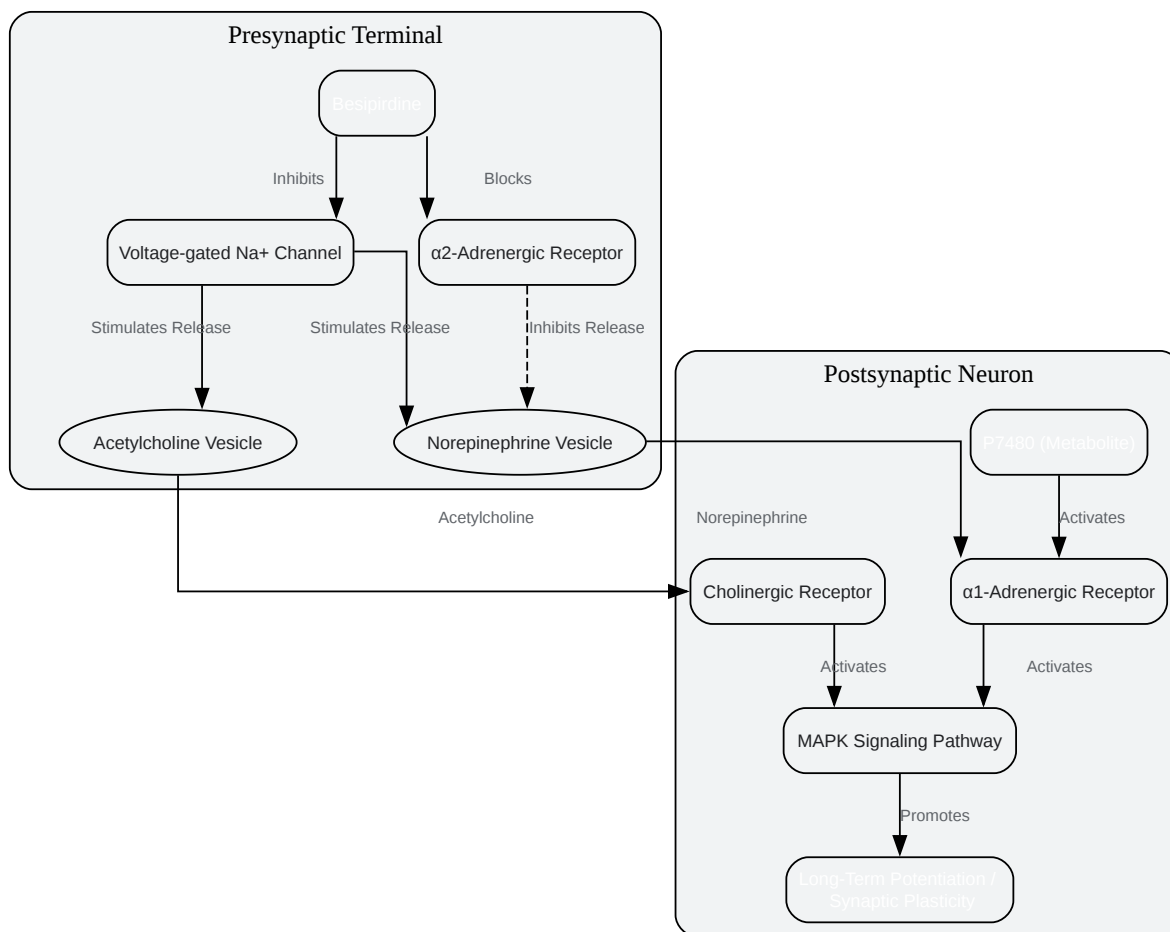 Presynaptic Terminal
Besipirdine
Inhibits
Blocks
Voltage-gated Na+ Channel
α2-Adrenergic Receptor
Stimulates Release
Stimulates Release
Inhibits Release
Acetylcholine Vesicle
Norepinephrine Vesicle
Postsynaptic Neuron
P7480 (Metabolite)
Acetylcholine
Norepinephrine
Activates
Cholinergic Receptor
α1-Adrenergic Receptor
Activates
Activates
MAPK Signaling Pathway
Promotes
Long-Term Potentiation /
Synaptic Plasticity